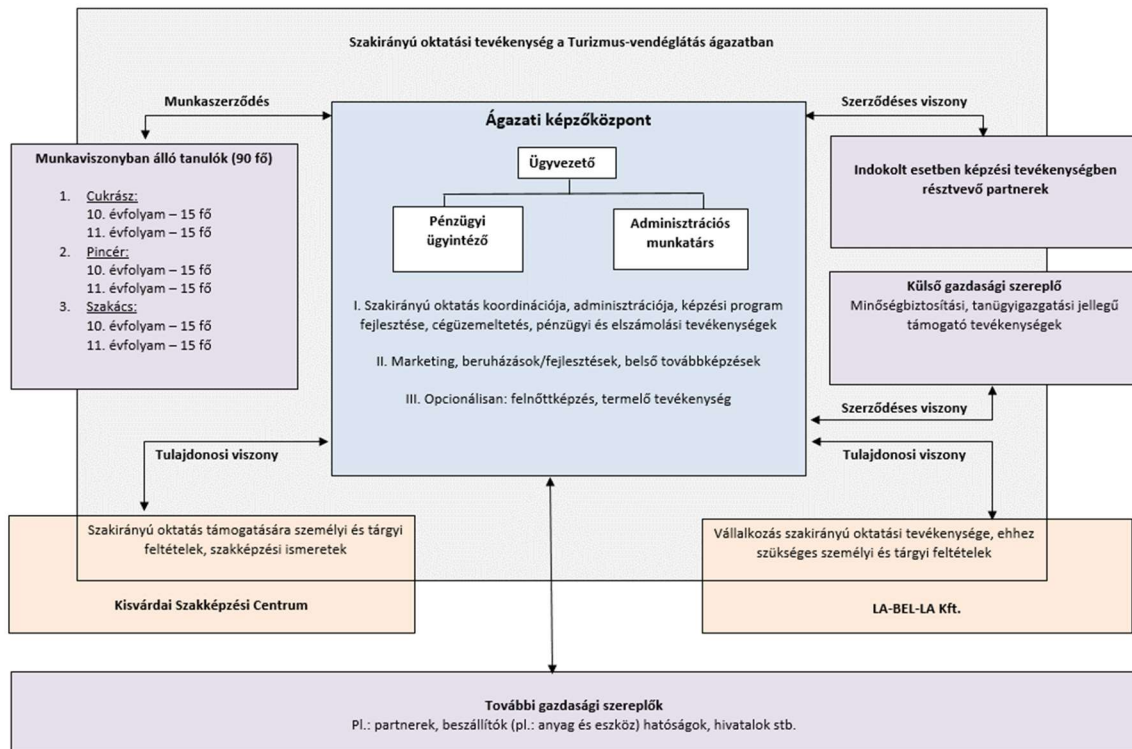 Szakirányú oktatási tevékenység a Turizmus-vendéglátás ágazatban
Munkaszerződés
Szerződéses viszony
Munkaviszonyban álló tanulók (90 fő)
1. Cukrász:
10. évfolyam – 15 fő
11. évfolyam – 15 fő
2. Pincér:
10. évfolyam – 15 fő
11. évfolyam – 15 fő
3. Szakács:
10. évfolyam – 15 fő
11. évfolyam – 15 fő
Ágazati képzőközpont
Ügyvezető
Pénzügyi
ügyintéző
Adminisztrációs
munkatárs
I. Szakirányú oktatás koordinációja, adminisztrációja, képzési program
fejlesztése, cégüzemeltetés, pénzügyi és elszámolási tevékenységek
II. Marketing, beruházások/fejlesztések, belső továbbképzések
III. Opcionálisan: felnőttképzés, termelő tevékenység
Indokolt esetben képzési tevékenységben
résztvevő partnerek
Külső gazdasági szereplő
Minőségbiztosítási, tanügyigazgatási jellegű
támogató tevékenységek
Szerződéses viszony
Tulajdonosi viszony
Tulajdonosi viszony
Szakirányú oktatás támogatására személyi és tárgyi
feltételek, szakképzési ismeretek
Kisvárdai Szakképzési Centrum
Vállalkozás szakirányú oktatási tevékenysége, ehhez
szükséges személyi és tárgyi feltételek
LA-BEL-LA Kft.
További gazdasági szereplők
Pl.: partnerek, beszállítók (pl.: anyag és eszköz) hatóságok, hivatalok stb.